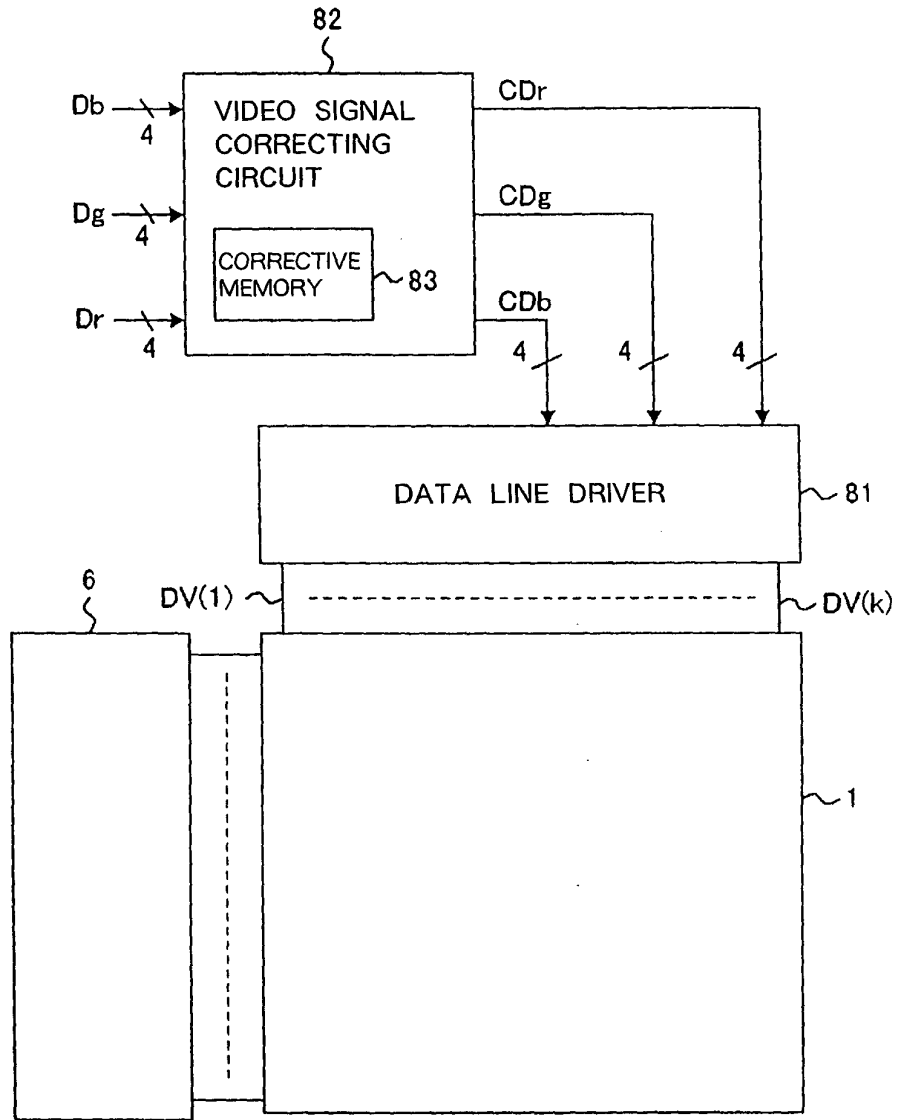 82
Db
4
VIDEO SIGNAL
CORRECTING
CIRCUIT
CDr
Dg
4
CDg
CORRECTIVE
MEMORY
83
Dr
4
CDb
4
4
4
DATA LINE DRIVER
81
6
DV(1)
DV(k)
1